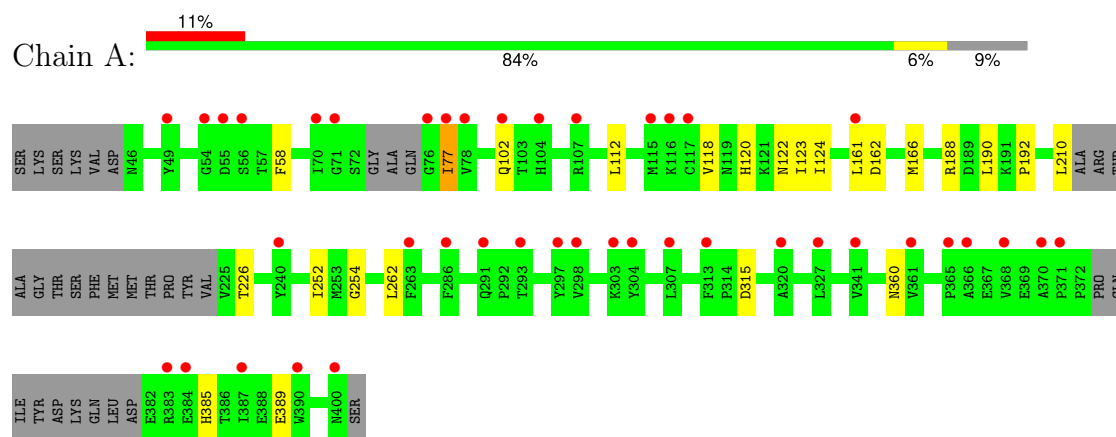 11%
Chain A:
84% 6% 9%
SER LYS SER LYS VAL ASP N46 Y49 G54 D55 S56 T57 F58 I70 G71 S72 GLY ALA GLN G76 I77 V78 Q102 T103 H104 R107 L112 M115 K116 C117 V118 N119 H120 K121 N122 I123 I124 L161 D162 M166 R188 D189 L190 K191 P192 L210 ALA ARG THR
ALA GLY THR SER PHE MET MET THR PRO TYR VAL V225 T226 Y240 I252 M253 G254 L262 F263 F286 Q291 P292 T293 Y297 V298 K303 Y304 L307 F313 P314 D315 A320 L327 V341 N360 V361 P365 A366 E367 V368 E369 A370 P371 P372 PRO GLN
ILE TYR ASP LYS GLN LEU ASP E382 R383 E384 H385 T386 I387 E388 E389 W390 N400 SER